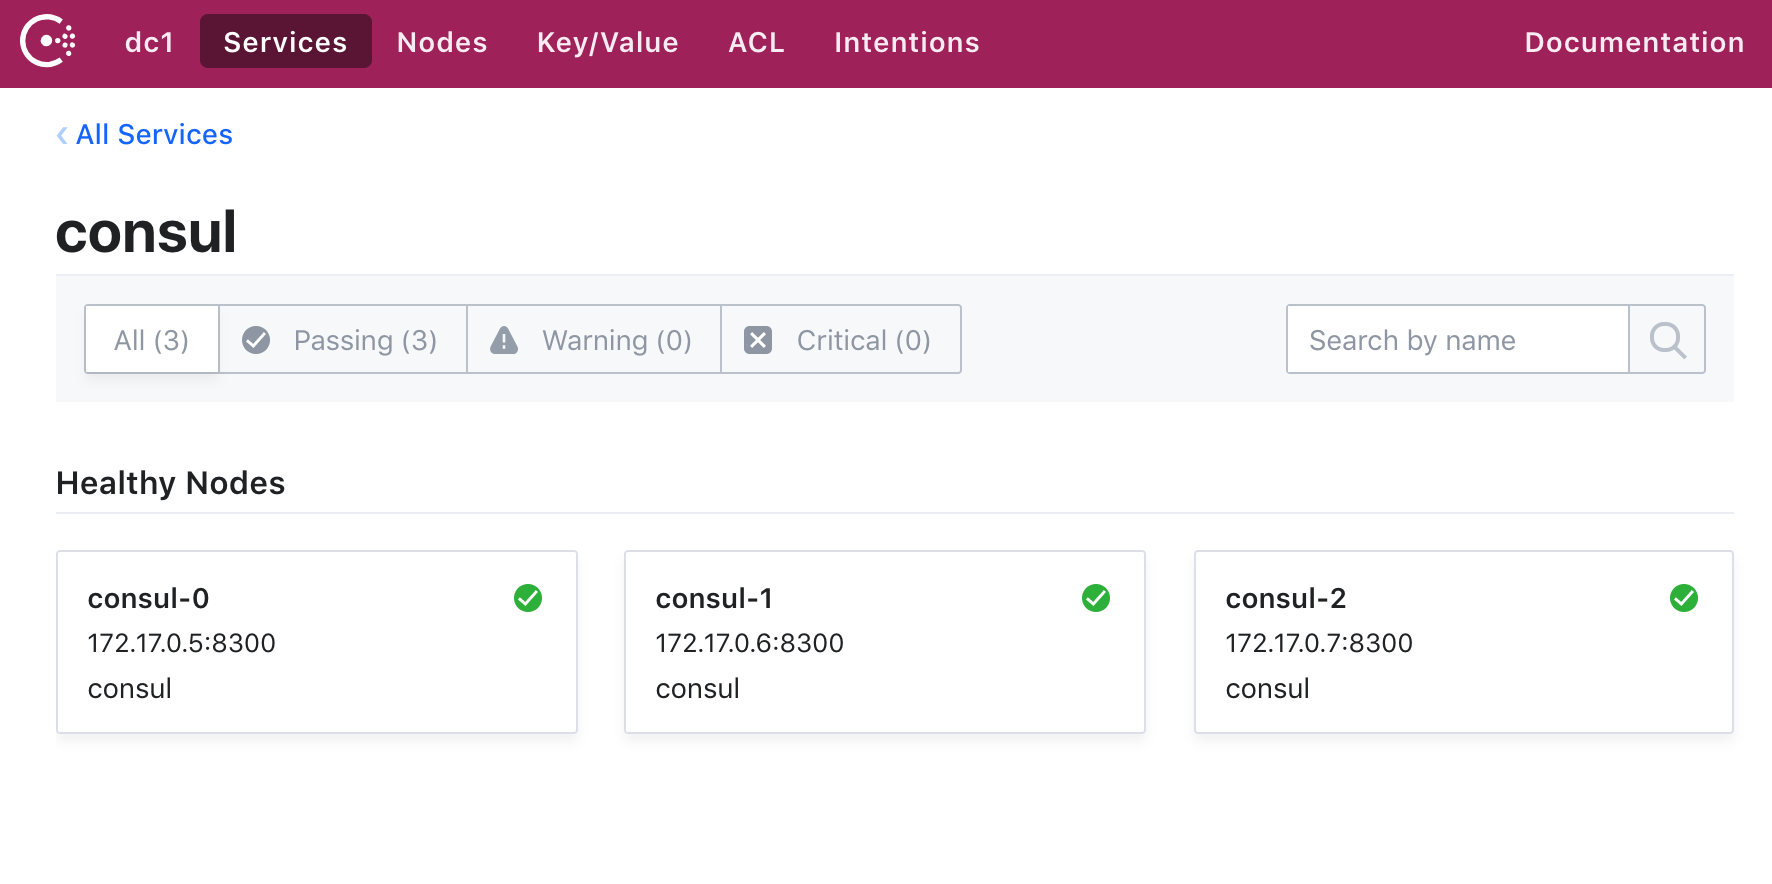 dc1 Services Nodes Key/Value ACL Intentions Documentation
All Services
consul
All (3) Passing (3) Warning (0) Critical (0) Search by name
Healthy Nodes
consul-0
172.17.0.5:8300
consul
consul-1
172.17.0.6:8300
consul
consul-2
172.17.0.7:8300
consul